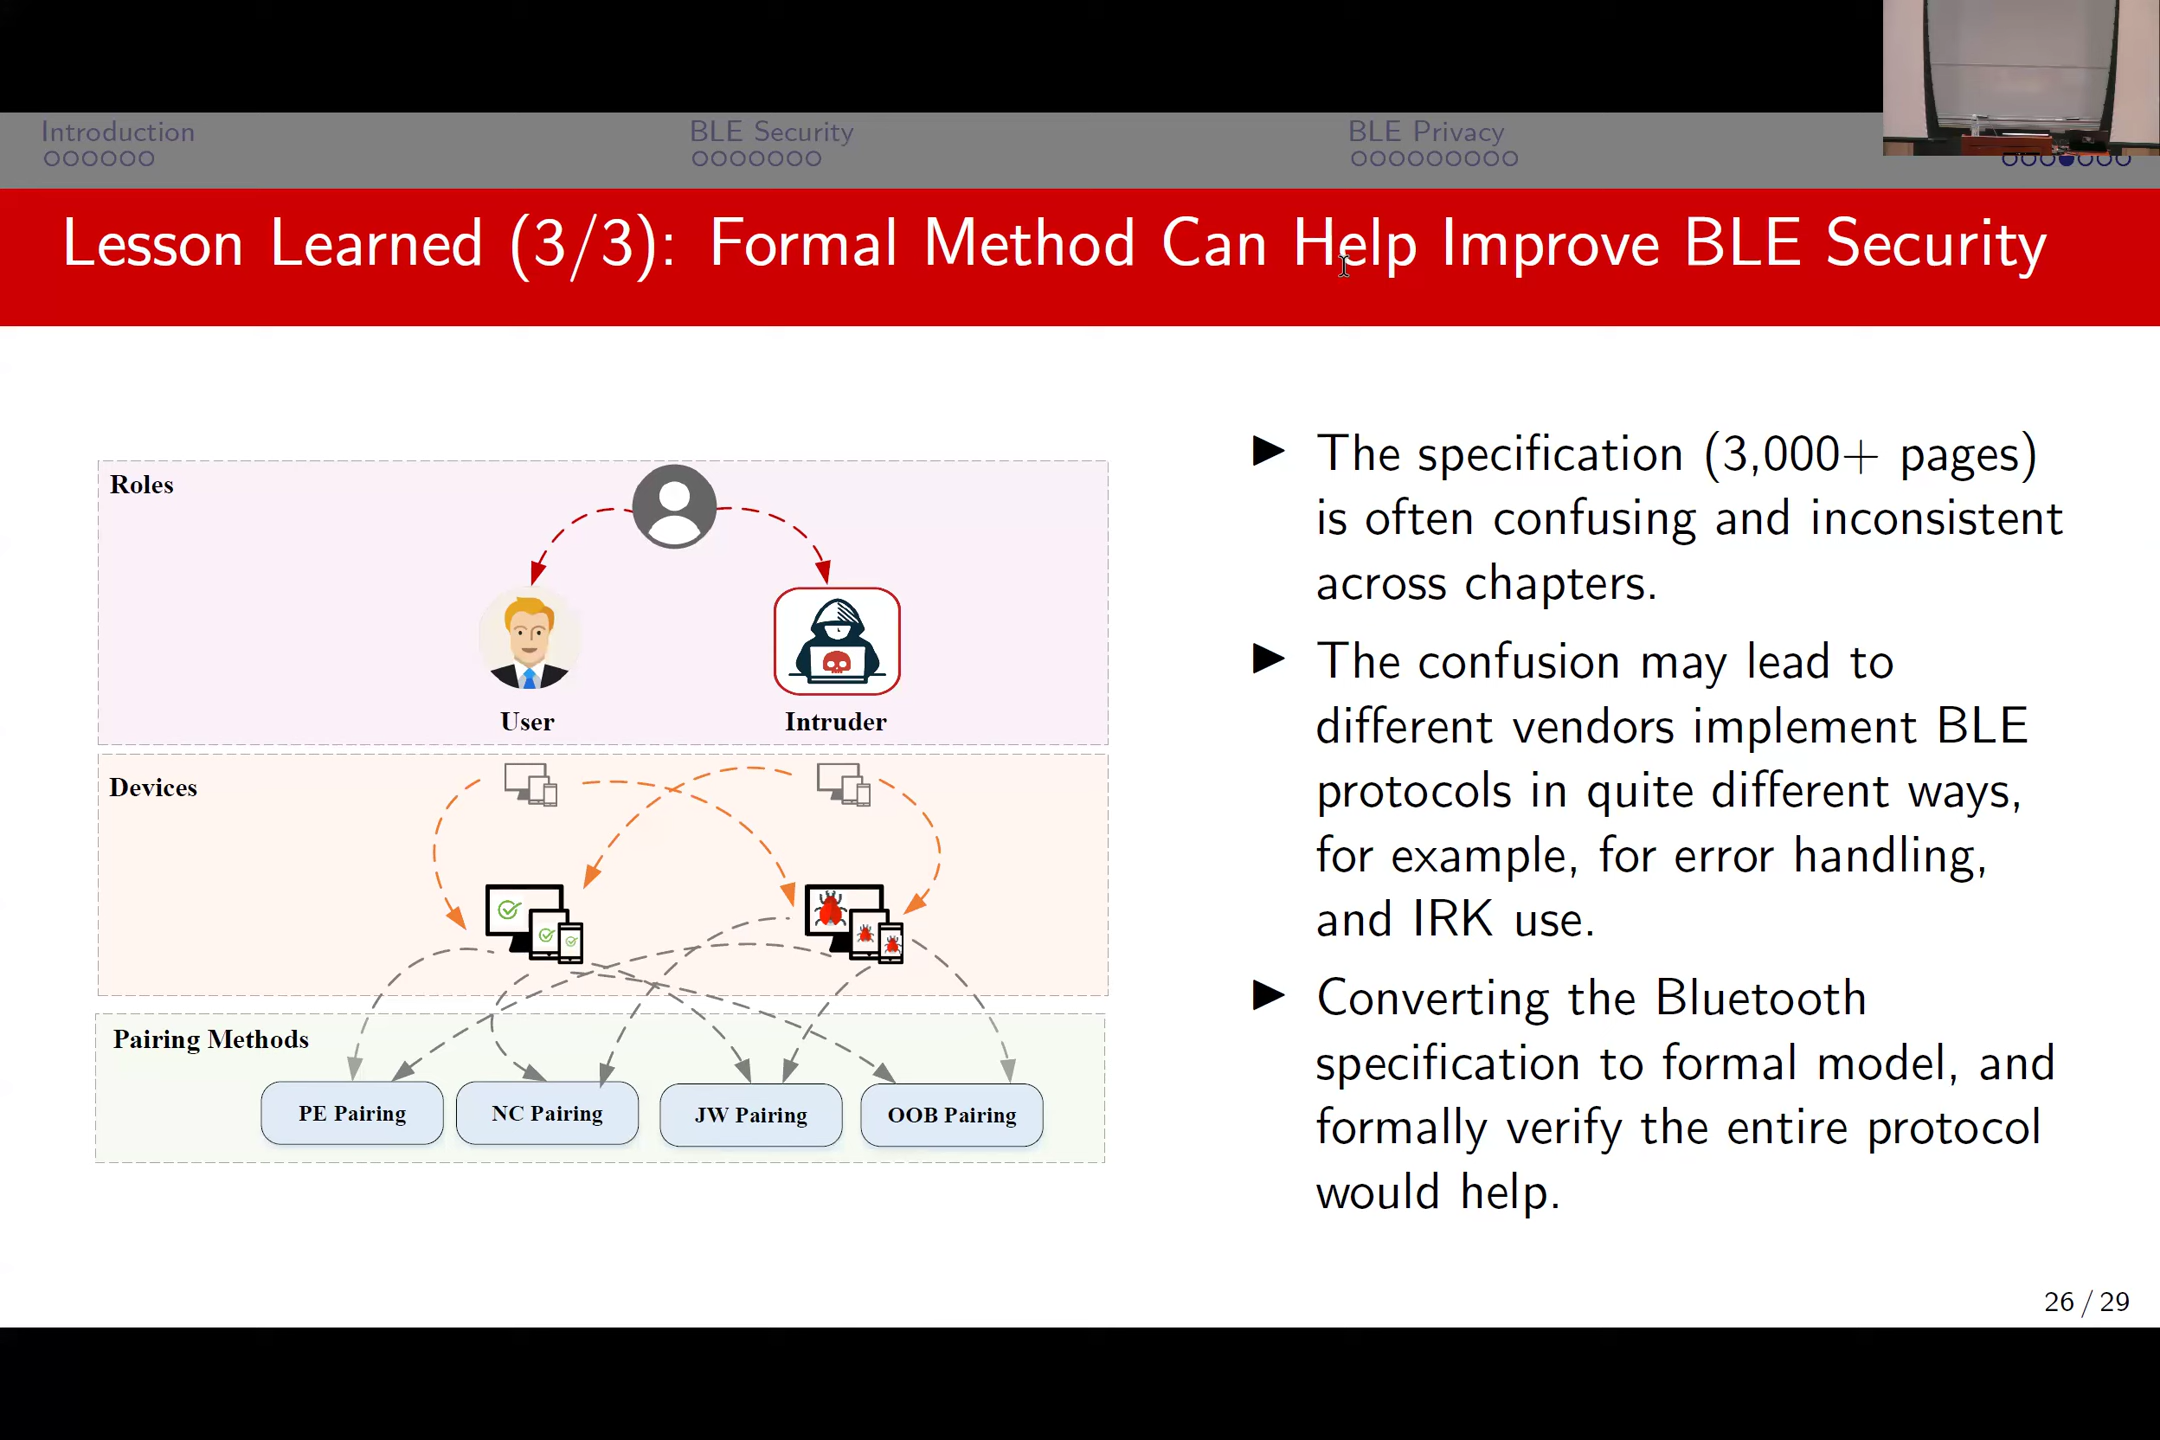 Introduction
BLE Security
BLE Privacy
Lesson Learned (3/3): Formal Method Can Help Improve BLE Security
Roles
User
Intruder
Devices
Pairing Methods
PE Pairing
NC Pairing
JW Pairing
OOB Pairing
The specification (3,000+ pages)
is often confusing and inconsistent
across chapters.
The confusion may lead to
different vendors implement BLE
protocols in quite different ways,
for example, for error handling,
and IRK use.
Converting the Bluetooth
specification to formal model, and
formally verify the entire protocol
would help.
26 / 29